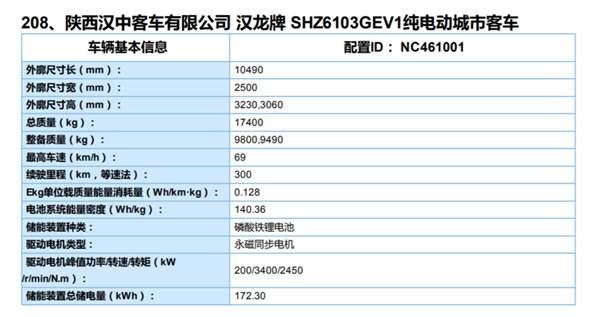 208、陕西汉中客车有限公司 汉龙牌 SHZ6103GEV1纯电动城市客车
车辆基本信息 配置ID： NC461001
外廓尺寸长（mm）： 10490
外廓尺寸宽（mm）： 2500
外廓尺寸高（mm）： 3230,3060
总质量（kg）： 17400
整备质量（kg）： 9800,9490
最高车速（km/h）： 69
续驶里程（km，等速法）： 300
Ekg单位载质量能量消耗量（Wh/km·kg）： 0.128
电池系统能量密度（Wh/kg）： 140.36
储能装置种类： 磷酸铁锂电池
驱动电机类型： 永磁同步电机
驱动电机峰值功率/转速/转矩（kW
/r/min/N.m）： 200/3400/2450
储能装置总储电量（kWh）： 172.30